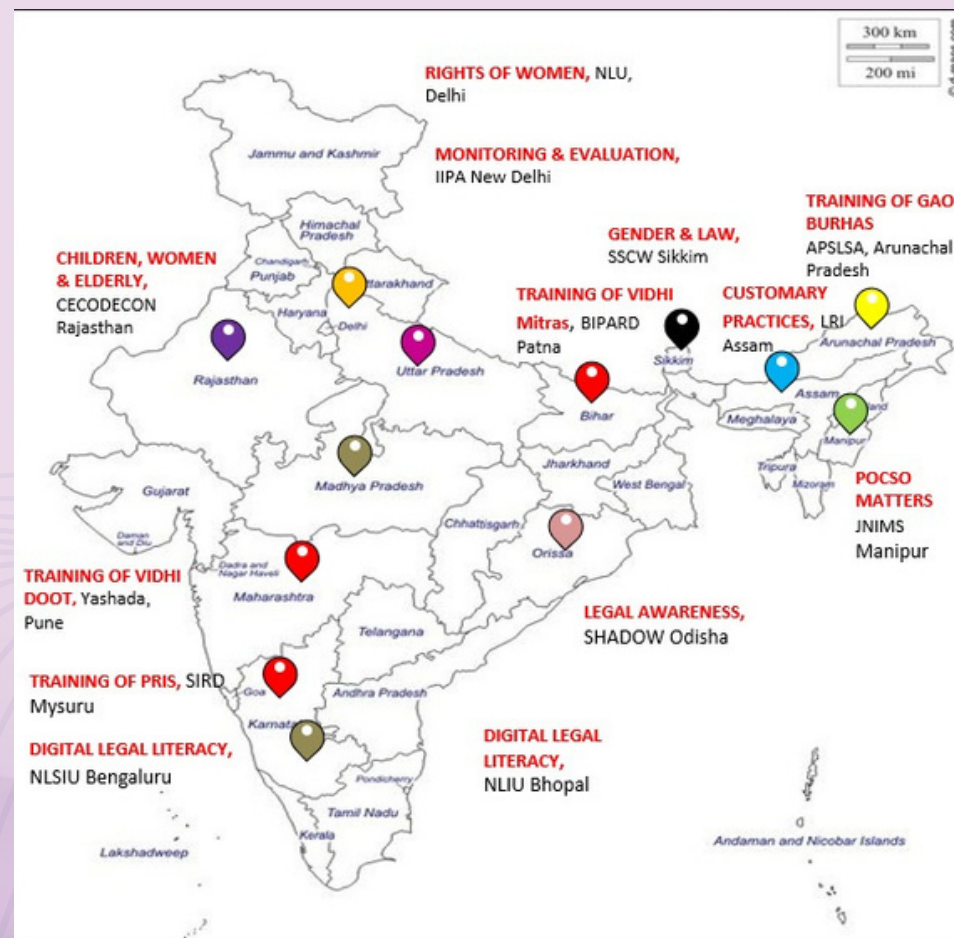 300 km
200 mi
RIGHTS OF WOMEN, NLU,
Delhi
Jammu and Kashmir
MONITORING & EVALUATION,
IIPA New Delhi
TRAINING OF GAO
BURHAS
APSLSA, Arunachal
Pradesh
Himachal
Pradesh
GENDER & LAW,
SSCW Sikkim
CHILDREN, WOMEN
& ELDERLY,
CECODECON
Rajasthan
Chandigarh
Punjab
ttarakhand
Haryana
Delhi
TRAINING OF VIDHI
Mitras, BIPARD
Patna
CUSTOMARY
PRACTICES, LRI
Assam
Arunachal Pradesh
Sikkim
Rajasthan
Uttar Pradesh
Assam
Bihar
Meghalaya
land
Manipur
Jharkhand
Tripura
Mizoram
West Bengal
Madhya Pradesh
Gujarat
POCSO
MATTERS
JNIMS
Manipur
Chhattisgarh
Daman
and Diu
Orissa
Dadra and
Nagar Haveli
TRAINING OF VIDHI
DOOT, Yashada,
Pune
Maharashtra
LEGAL AWARENESS,
SHADOW Odisha
Telangana
TRAINING OF PRIS, SIRD
Mysuru
Goa
Andhra Pradesh
Karnata
DIGITAL LEGAL LITERACY,
NLSIU Bengaluru
DIGITAL LEGAL
LITERACY,
NLIU Bhopal
Pondicherry
Tamil Nadu
Kerala
Lakshadweep
Andaman and Nicobar Islands